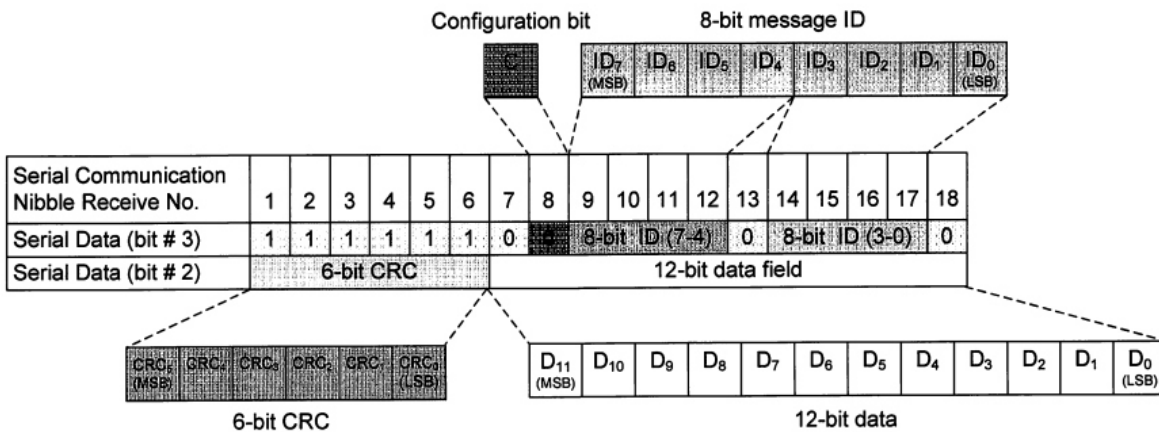 Configuration bit 8-bit message ID
C ID₇ ID₆ ID₅ ID₄ ID₃ ID₂ ID₁ ID₀
(MSB) (LSB)
Serial Communication
Nibble Receive No. 1 2 3 4 5 6 7 8 9 10 11 12 13 14 15 16 17 18
Serial Data (bit # 3) 1 1 1 1 1 1 0 8-bit ID (7-4) 0 8-bit ID (3-0) 0
Serial Data (bit # 2) 6-bit CRC 12-bit data field
CRC₅ CRC₄ CRC₃ CRC₂ CRC₁ CRC₀
(MSB) (LSB)
D₁₁ D₁₀ D₉ D₈ D₇ D₆ D₅ D₄ D₃ D₂ D₁ D₀
(MSB) (LSB)
6-bit CRC 12-bit data